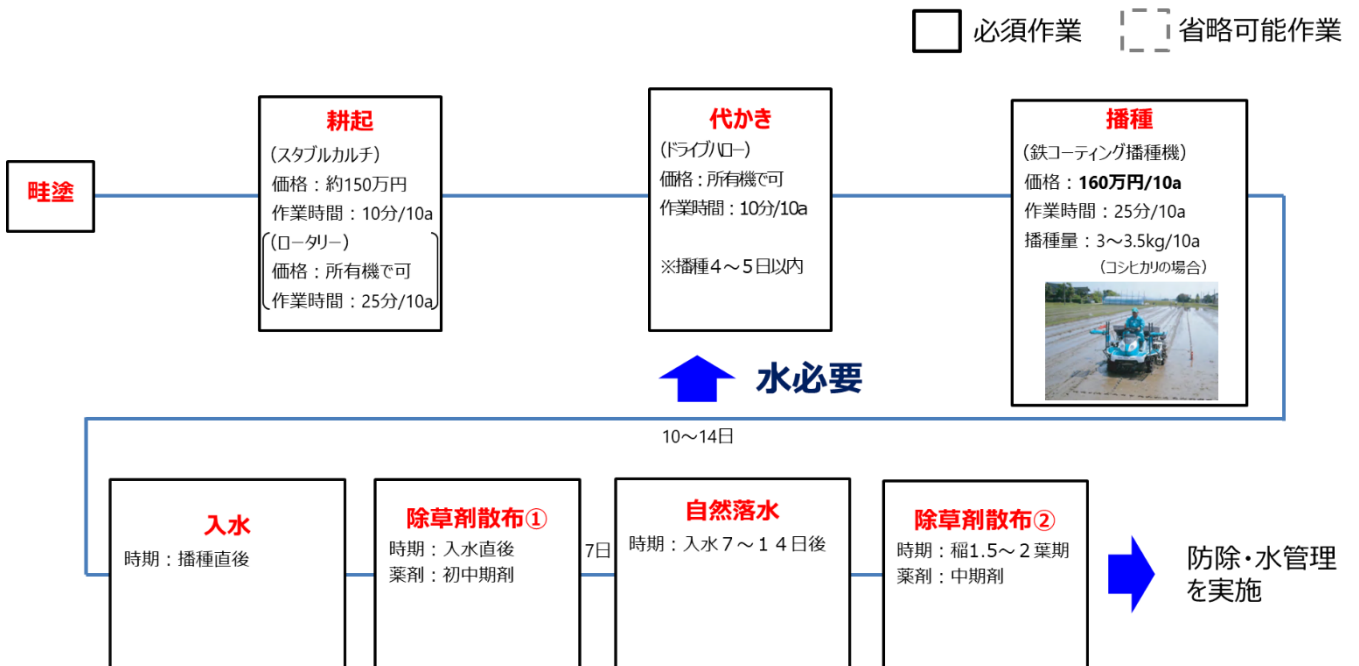 必須作業
省略可能作業
畦塗
耕起
(スタブルカルチ)
価格：約150万円
作業時間：10分/10a
(ロータリー)
価格：所有機で可
作業時間：25分/10a
代かき
(ドライブハロー)
価格：所有機で可
作業時間：10分/10a
※播種４～５日以内
播種
(鉄コーティング播種機)
価格：160万円/10a
作業時間：25分/10a
播種量：3～3.5kg/10a
(コシヒカリの場合)
水必要
10～14日
入水
時期：播種直後
除草剤散布①
時期：入水直後
薬剤：初中期剤
7日
自然落水
時期：入水７～１４日後
除草剤散布②
時期：稲1.5～２葉期
薬剤：中期剤
防除・水管理
を実施